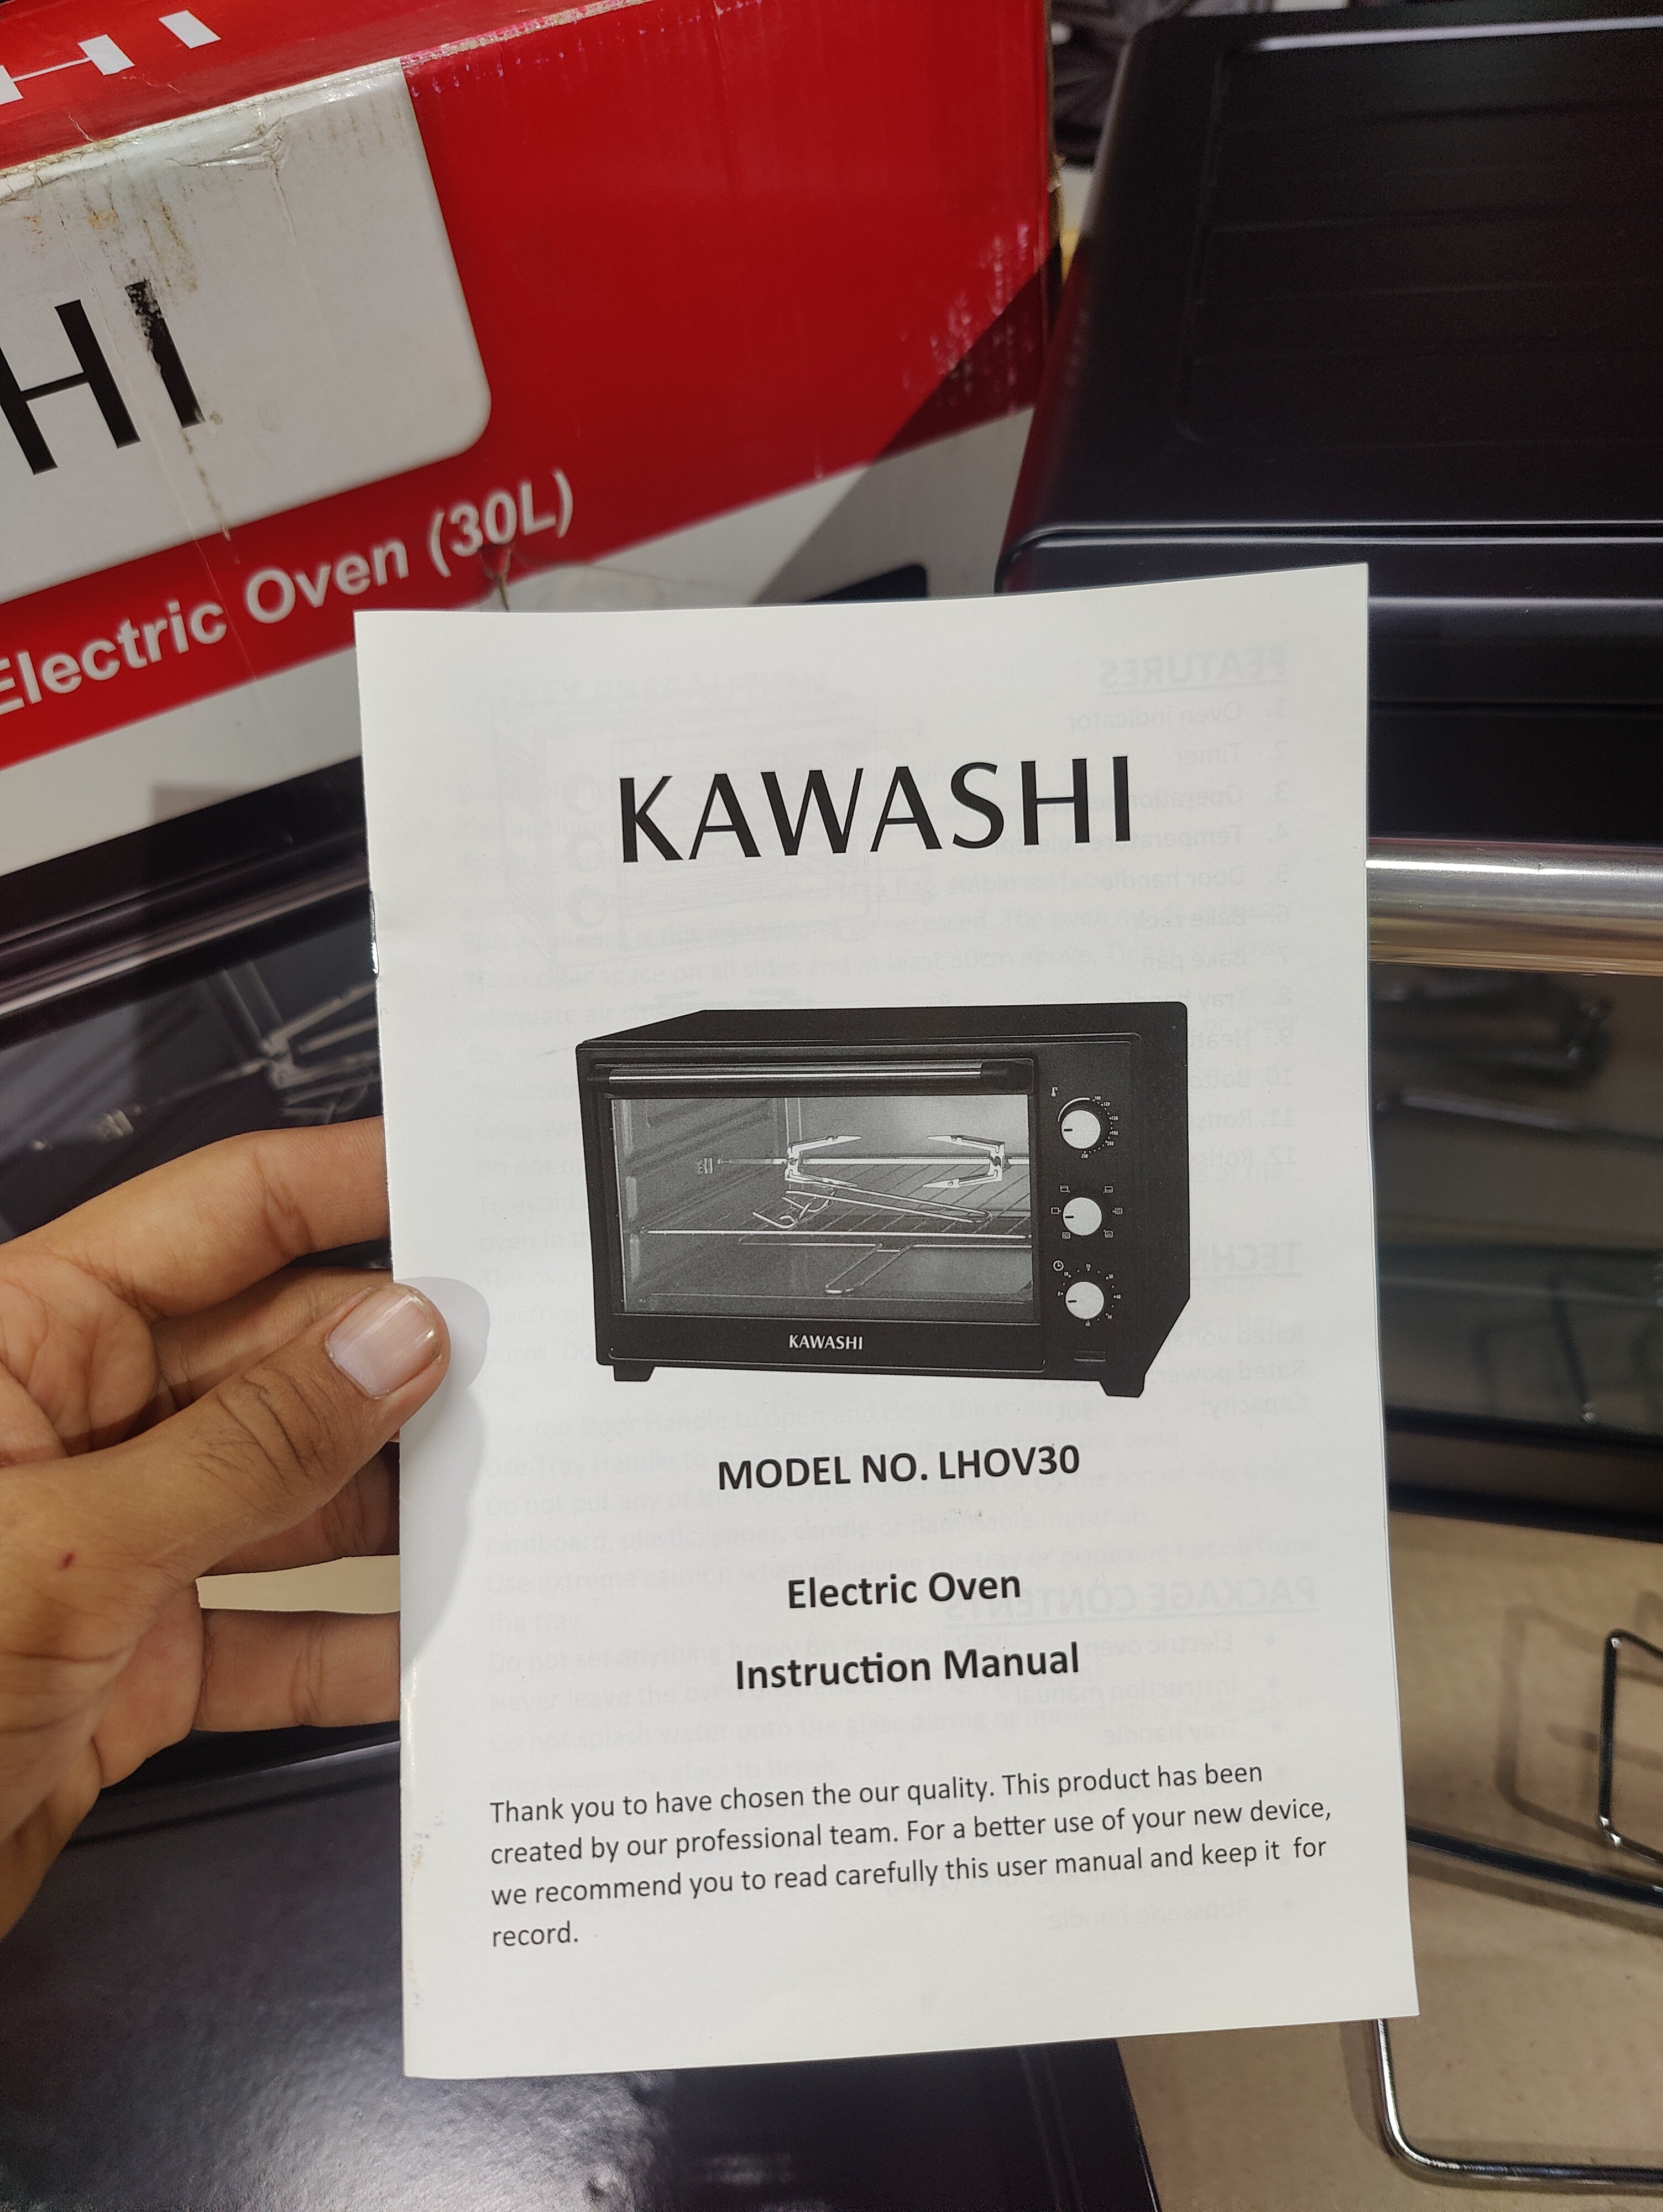 HI
Electric Oven (30L)
KAWASHI
KAWASHI
MODEL NO. LHOV30
Electric Oven
Instruction Manual
Thank you to have chosen the our quality. This product has been
created by our professional team. For a better use of your new device,
we recommend you to read carefully this user manual and keep it for
record.